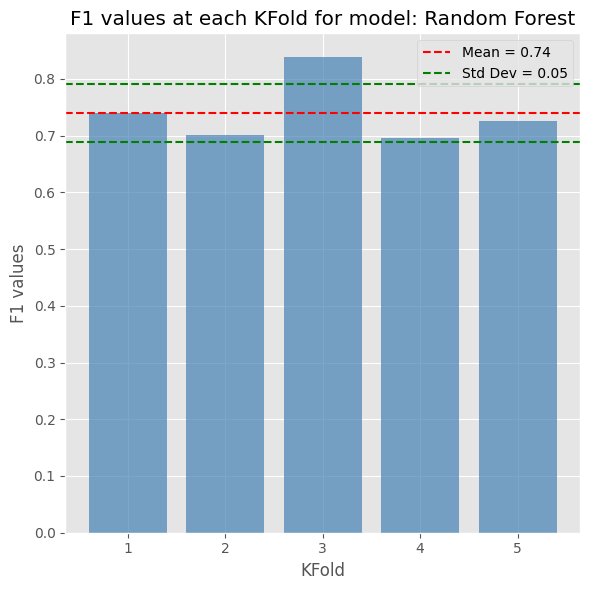 F1 values at each KFold for model: Random Forest
Mean = 0.74
Std Dev = 0.05
F1 values
0.8
0.7
0.6
0.5
0.4
0.3
0.2
0.1
0.0
1 2 3 4 5
KFold